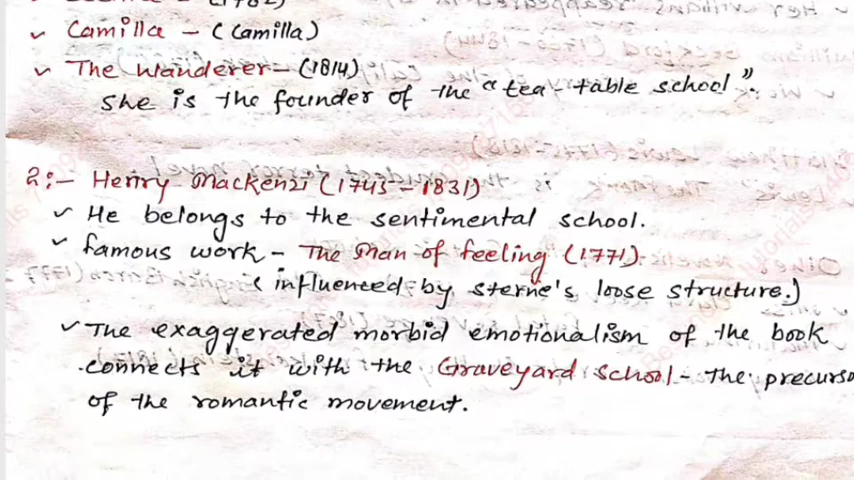 ✓ Camilla - (Camilla)
✓ The Wanderer - (1814)
She is the founder of the "tea-table school".
2:- Henry Mackenzi (1745 - 1831)
✓ He belongs to the sentimental school.
✓ famous work - The Man of feeling (1771)
(influenced by sterne's loose structure.)
✓ The exaggerated morbid emotionalism of the book
connects it with the Graveyard school - the precurso
of the romantic movement.